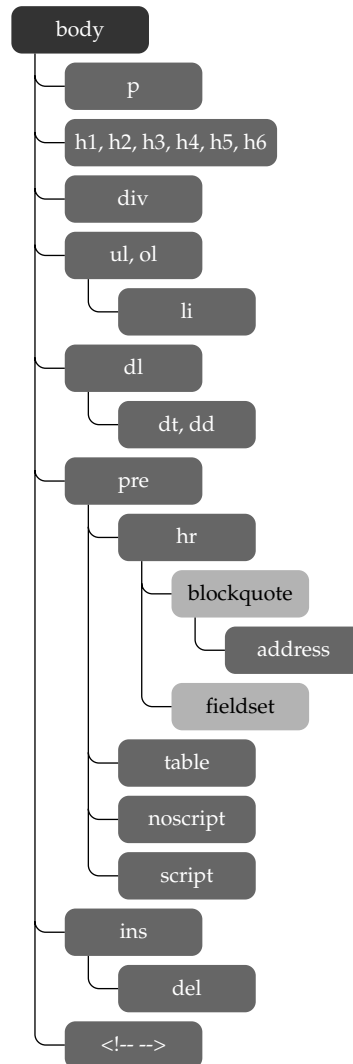 body
p
h1, h2, h3, h4, h5, h6
div
ul, ol
li
dl
dt, dd
pre
hr
blockquote
address
fieldset
table
noscript
script
ins
del
<!-- -->